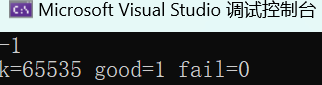 Microsoft Visual Studio 调试控制台
-1
k=65535 good=1 fail=0